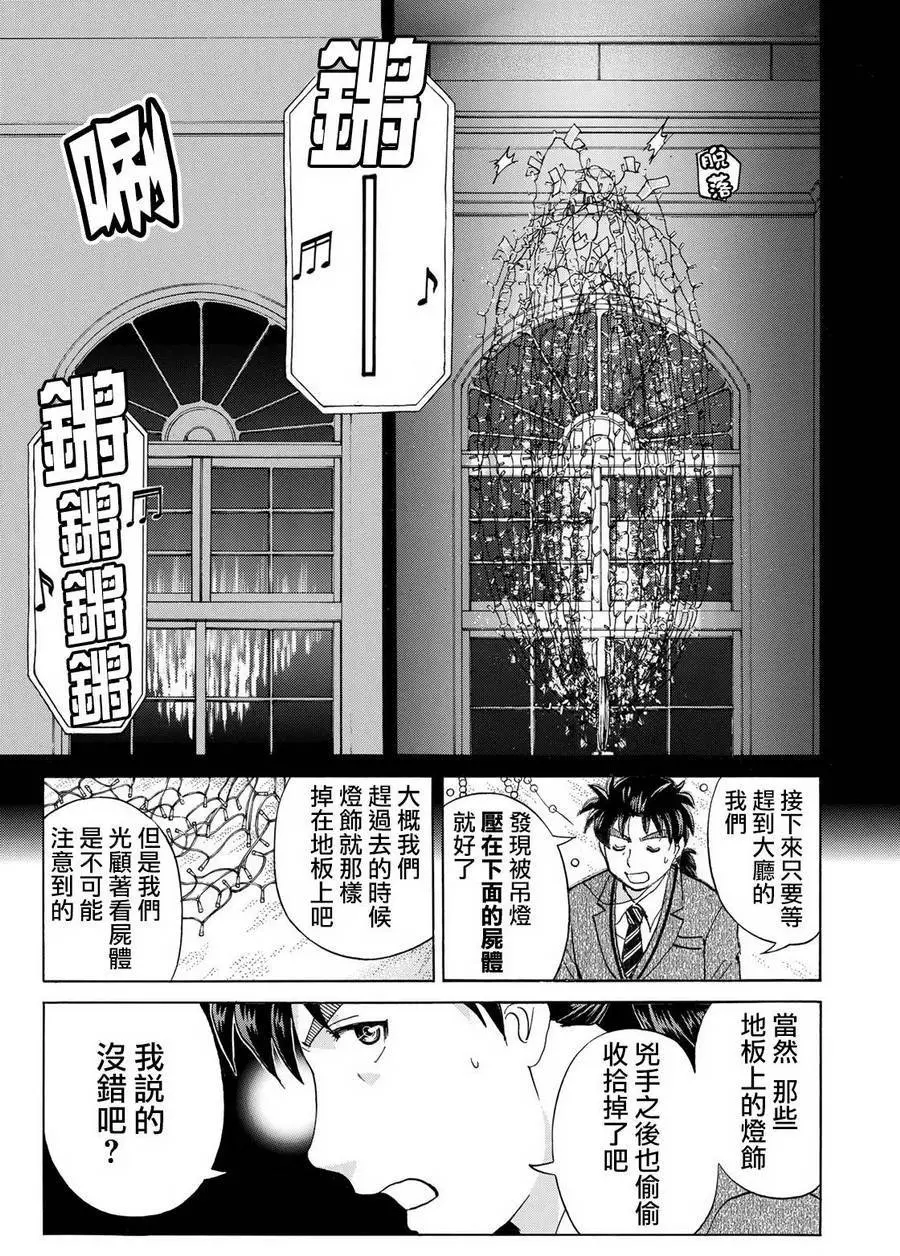 脫落
鏘
｜
唰
鏘
鏘
鏘
鏘
接下來只要等
趕到大廳的
我們
發現被吊燈
壓在下面的屍體
就好了
大概我們
趕過去的時候
燈飾就那樣
掉在地板上吧
但是我們
光顧著看屍體
是不可能
注意到的
當然 那些
地板上的燈飾
兇手之後也偷偷
收拾掉了吧
我說的
沒錯吧？